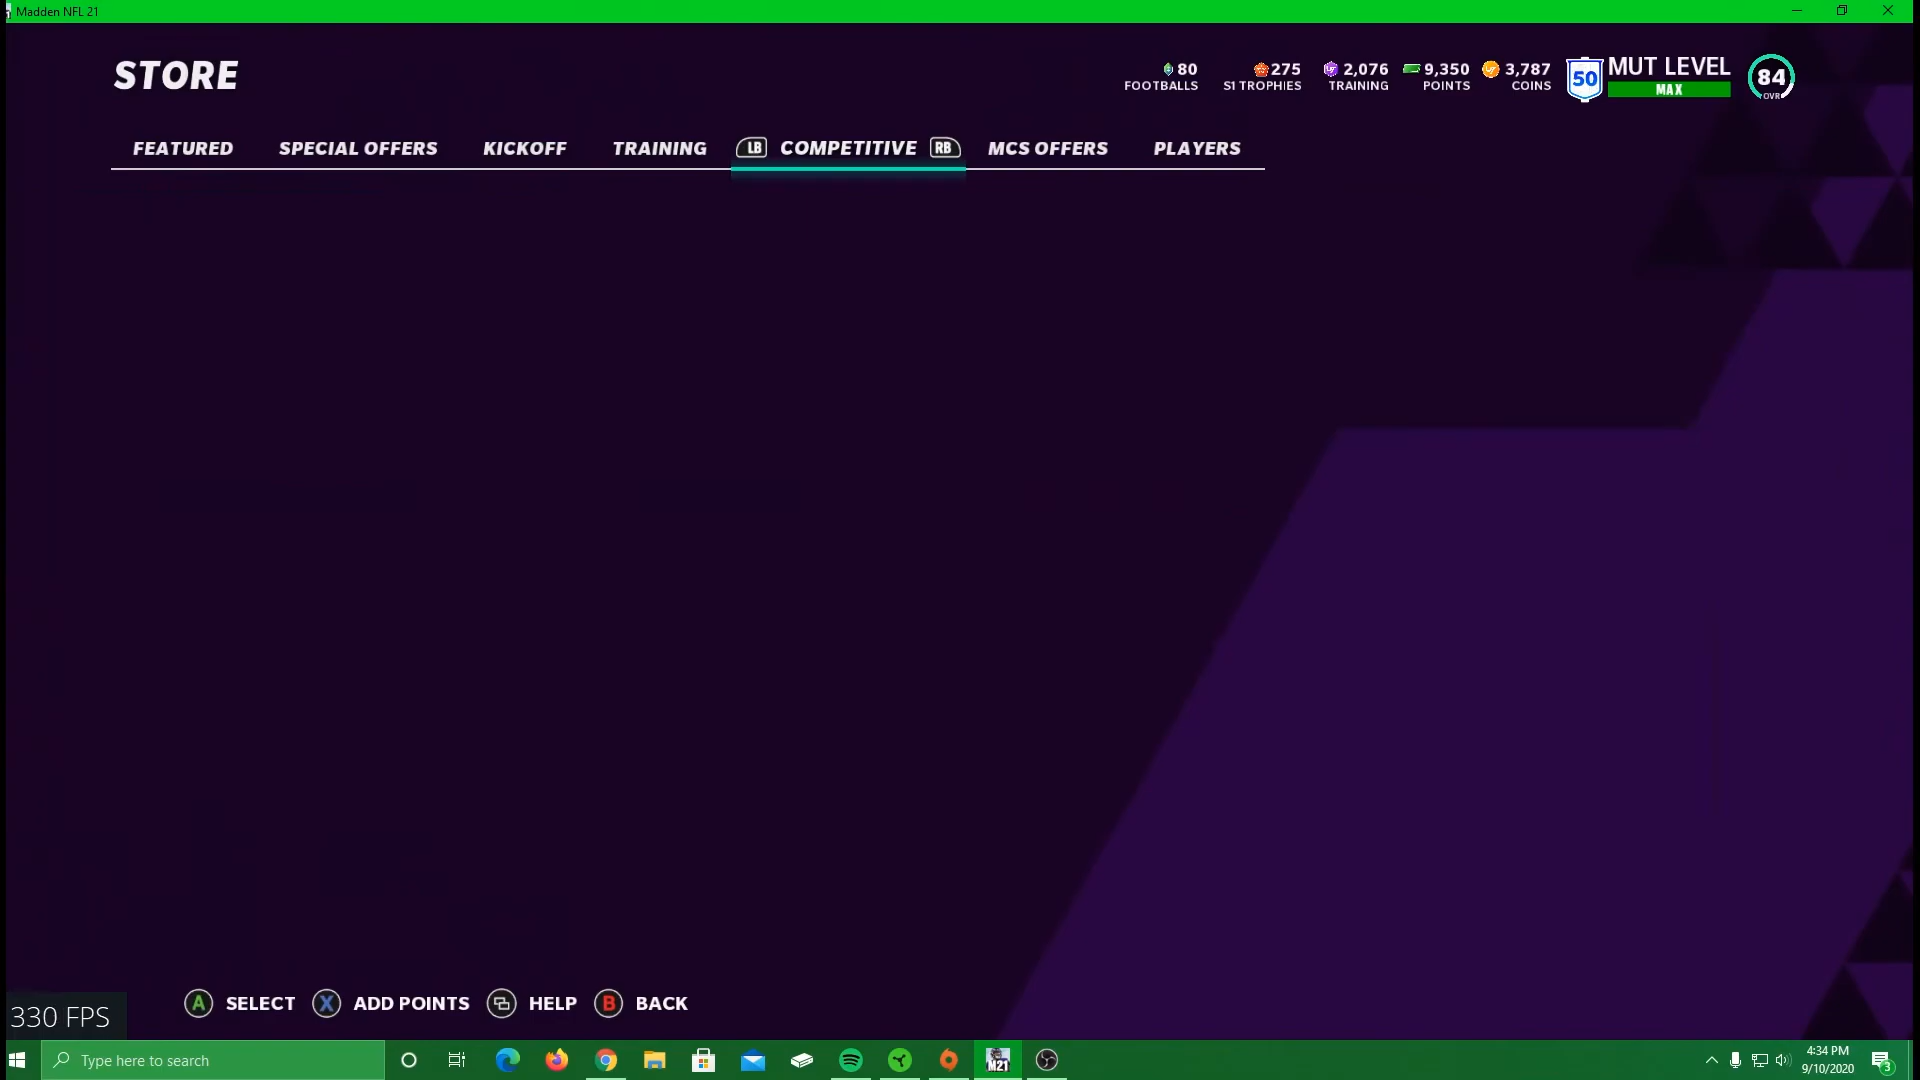 Madden NFL 21
STORE
80 275 2,076 9,350 3,787 50 MUT LEVEL 84
FOOTBALLS S1 TROPHIES TRAINING POINTS COINS MAX OVR
FEATURED SPECIAL OFFERS KICKOFF TRAINING LB COMPETITIVE RB MCS OFFERS PLAYERS
A SELECT X ADD POINTS HELP B BACK
330 FPS
Type here to search
M21
4:34 PM
9/10/2020
3